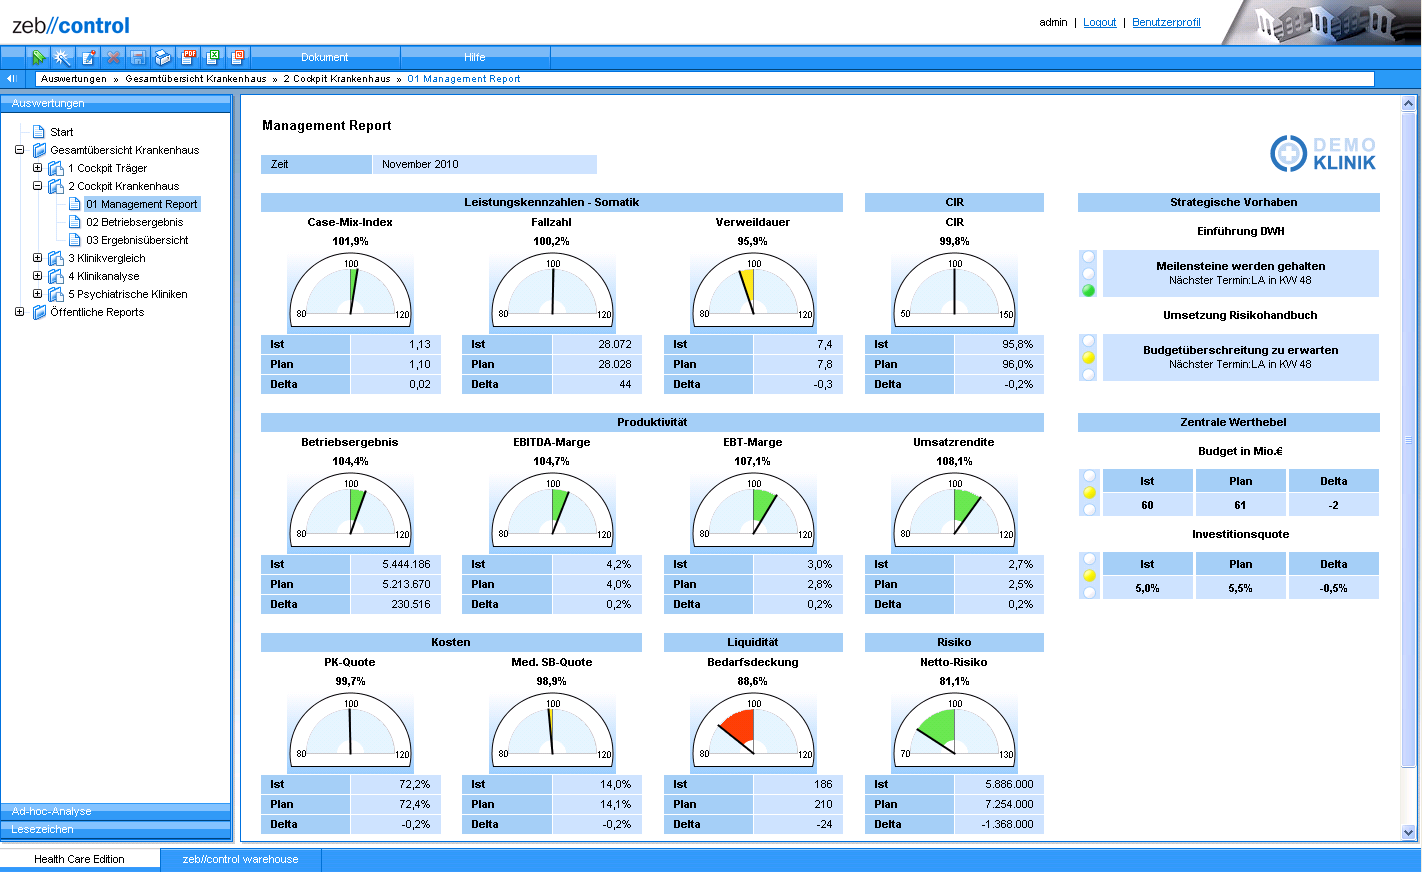 zeb//control
admin | Logout | Benutzerprofil
Dokument Hilfe
Auswertungen » Gesamtübersicht Krankenhaus » 2 Cockpit Krankenhaus » 01 Management Report
Auswertungen
Start
Gesamtübersicht Krankenhaus
1 Cockpit Träger
2 Cockpit Krankenhaus
01 Management Report
02 Betriebsergebnis
03 Ergebnisübersicht
3 Klinikvergleich
4 Klinikanalyse
5 Psychiatrische Kliniken
Öffentliche Reports
Ad-hoc-Analyse
Lesezeichen
Management Report
Zeit November 2010
DEMO
KLINIK
Leistungskennzahlen - Somatik CIR
Case-Mix-Index Fallzahl Verweildauer CIR
101,9% 100,2% 95,9% 99,8%
100 100 100 100
80 120 80 120 80 120 50 150
Ist 1,13 Ist 28.072 Ist 7,4 Ist 95,8%
Plan 1,10 Plan 28.028 Plan 7,8 Plan 96,0%
Delta 0,02 Delta 44 Delta -0,3 Delta -0,2%
Produktivität
Betriebsergebnis EBITDA-Marge EBT-Marge Umsatzrendite
104,4% 104,7% 107,1% 108,1%
100 100 100 100
80 120 80 120 80 120 80 120
Ist 5.444.186 Ist 4,2% Ist 3,0% Ist 2,7%
Plan 5.213.670 Plan 4,0% Plan 2,8% Plan 2,5%
Delta 230.516 Delta 0,2% Delta 0,2% Delta 0,2%
Kosten Liquidität Risiko
PK-Quote Med. SB-Quote Bedarfsdeckung Netto-Risiko
99,7% 98,9% 88,6% 81,1%
100 100 100 100
80 120 80 120 80 120 70 130
Ist 72,2% Ist 14,0% Ist 186 Ist 5.886.000
Plan 72,4% Plan 14,1% Plan 210 Plan 7.254.000
Delta -0,2% Delta -0,2% Delta -24 Delta -1.368.000
Strategische Vorhaben
Einführung DWH
Meilensteine werden gehalten
Nächster Termin:LA in KW 48
Umsetzung Risikohandbuch
Budgetüberschreitung zu erwarten
Nächster Termin:LA in KW 48
Zentrale Werthebel
Budget in Mio.€
Ist Plan Delta
60 61 -2
Investitionsquote
Ist Plan Delta
5,0% 5,5% -0,5%
Health Care Edition zeb//control warehouse